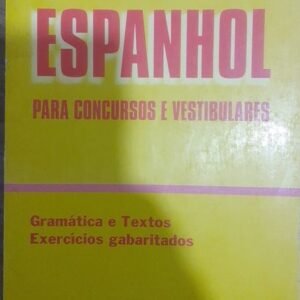 ESPANHOL
PARA CONCURSOS E VESTIBULARES
Gramática e Textos
Exercícios gabaritados